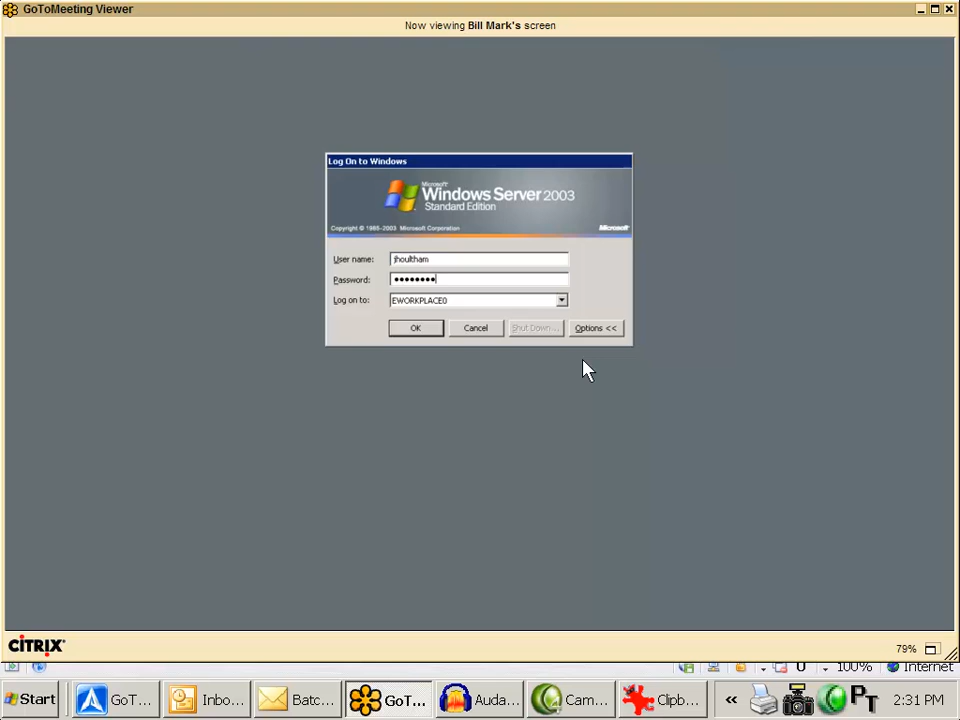 GoToMeeting Viewer
Now viewing Bill Mark's screen
Log On to Windows
Microsoft
Windows Server 2003
Standard Edition
Copyright © 1985-2003 Microsoft Corporation
Microsoft
User name: jhoultham
Password: ••••••••
Log on to: EWORKPLACE0
OK Cancel Shut Down... Options <<
CITRIX
79%
U 100% Internet
Start GoT... Inbo... Batc... GoT... Auda... Cam... Clipb... « PT 2:31 PM